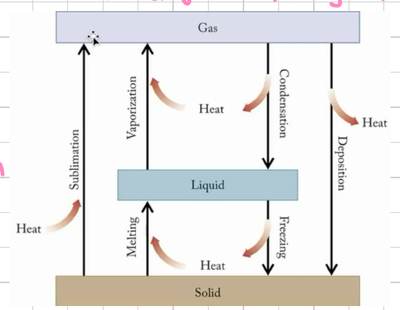 Gas
Sublimation
Vaporization
Heat
Condensation
Heat
Deposition
Liquid
Heat
Melting
Heat
Freezing
Solid